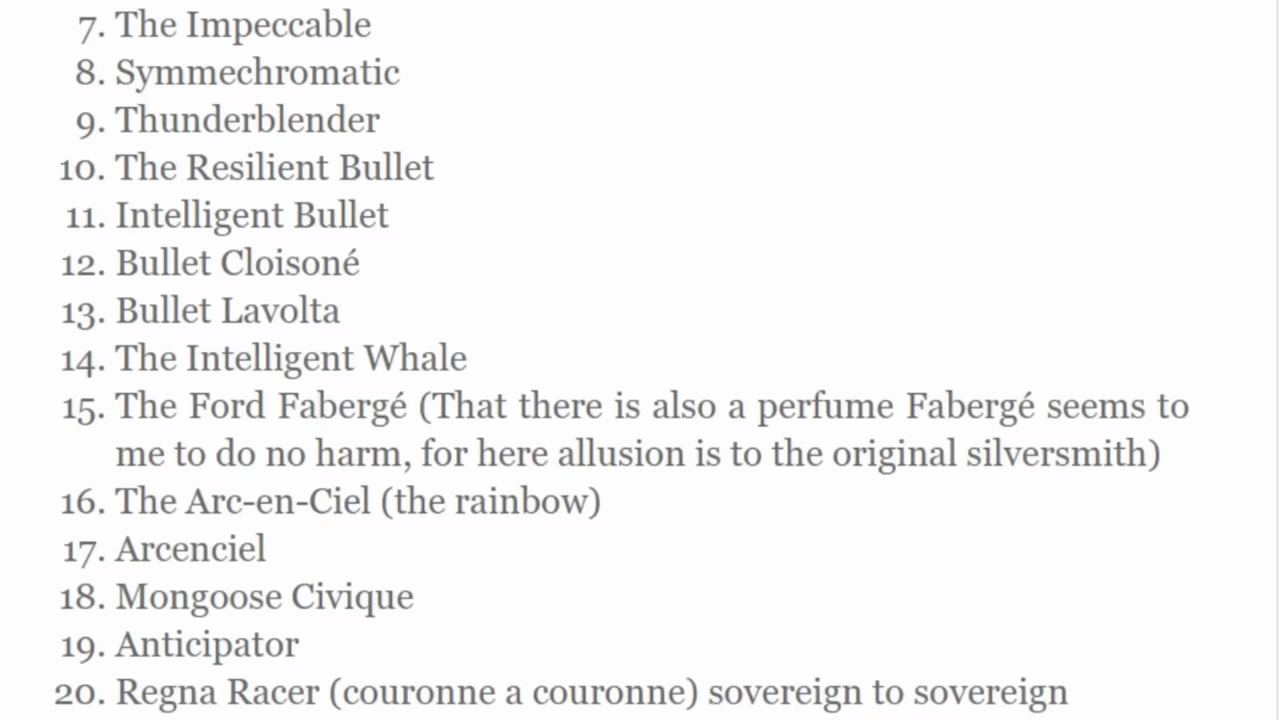 7. The Impeccable
8. Symmechromatic
9. Thunderblender
10. The Resilient Bullet
11. Intelligent Bullet
12. Bullet Cloisoné
13. Bullet Lavolta
14. The Intelligent Whale
15. The Ford Fabergé (That there is also a perfume Fabergé seems to
me to do no harm, for here allusion is to the original silversmith)
16. The Arc-en-Ciel (the rainbow)
17. Arcenciel
18. Mongoose Civique
19. Anticipator
20. Regna Racer (couronne a couronne) sovereign to sovereign